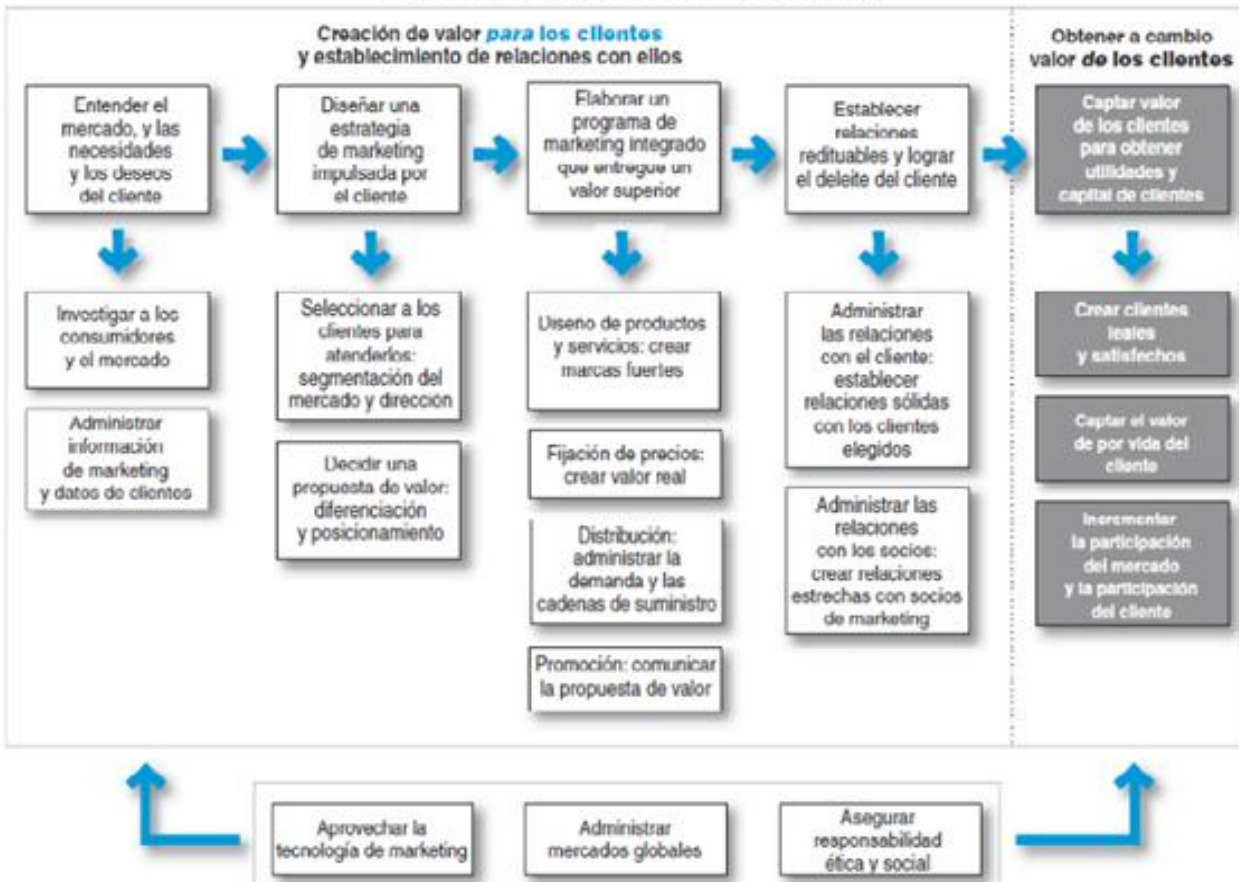 Creación de valor para los clientes
y establecimiento de relaciones con ellos
Obtener a cambio
valor de los clientes
Entender el
mercado, y las
necesidades
y los deseos
del cliente
Diseñar una
estrategia
de marketing
impulsada por
el cliente
Elaborar un
programa de
marketing integrado
que entregue un
valor superior
Establecer
relaciones
redituables y lograr
el deleite del cliente
Captar valor
de los clientes
para obtener
utilidades y
capital de clientes
Investigar a los
consumidores
y el mercado
Administrar
información
de marketing
y datos de clientes
Seleccionar a los
clientes para
atenderlos:
segmentación del
mercado y dirección
Decidir una
propuesta de valor:
diferenciación
y posicionamiento
Diseño de productos
y servicios: crear
marcas fuertes
Fijación de precios:
crear valor real
Distribución:
administrar la
demanda y las
cadenas de suministro
Promoción: comunicar
la propuesta de valor
Administrar
las relaciones
con el cliente:
establecer
relaciones sólidas
con los clientes
elegidos
Administrar las
relaciones
con los socios:
crear relaciones
estrechas con socios
de marketing
Crear clientes
leales
y satisfechos
Captar el valor
de por vida del
cliente
Incrementar
la participación
del mercado
y la participación
del cliente
Aprovechar la
tecnología de marketing
Administrar
mercados globales
Asegurar
responsabilidad
ética y social